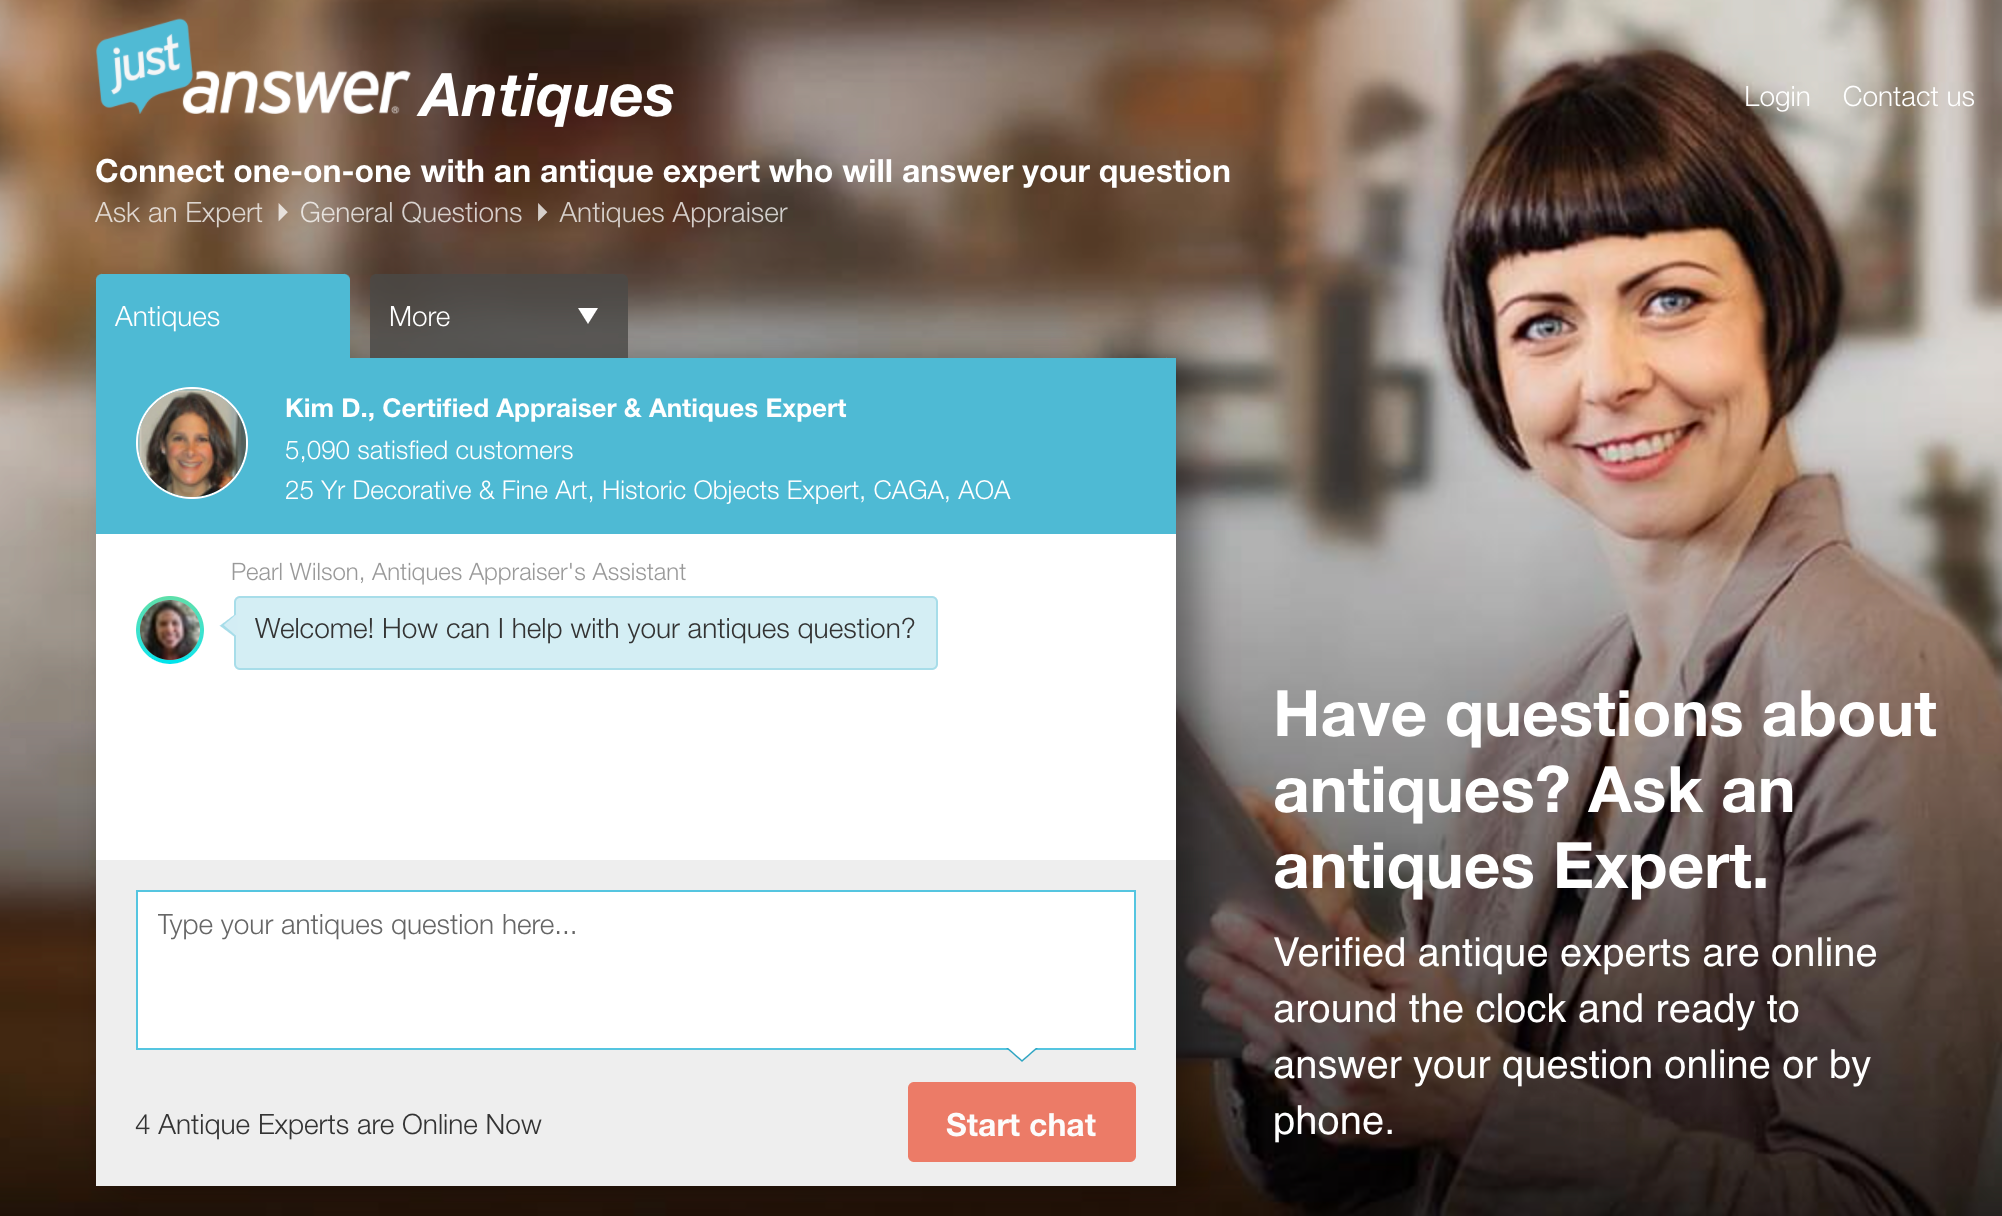 just answer® Antiques
Login Contact us
Connect one-on-one with an antique expert who will answer your question
Ask an Expert General Questions Antiques Appraiser
Antiques
More
Kim D., Certified Appraiser & Antiques Expert
5,090 satisfied customers
25 Yr Decorative & Fine Art, Historic Objects Expert, CAGA, AOA
Pearl Wilson, Antiques Appraiser's Assistant
Welcome! How can I help with your antiques question?
Type your antiques question here...
4 Antique Experts are Online Now
Start chat
Have questions about
antiques? Ask an
antiques Expert.
Verified antique experts are online
around the clock and ready to
answer your question online or by
phone.